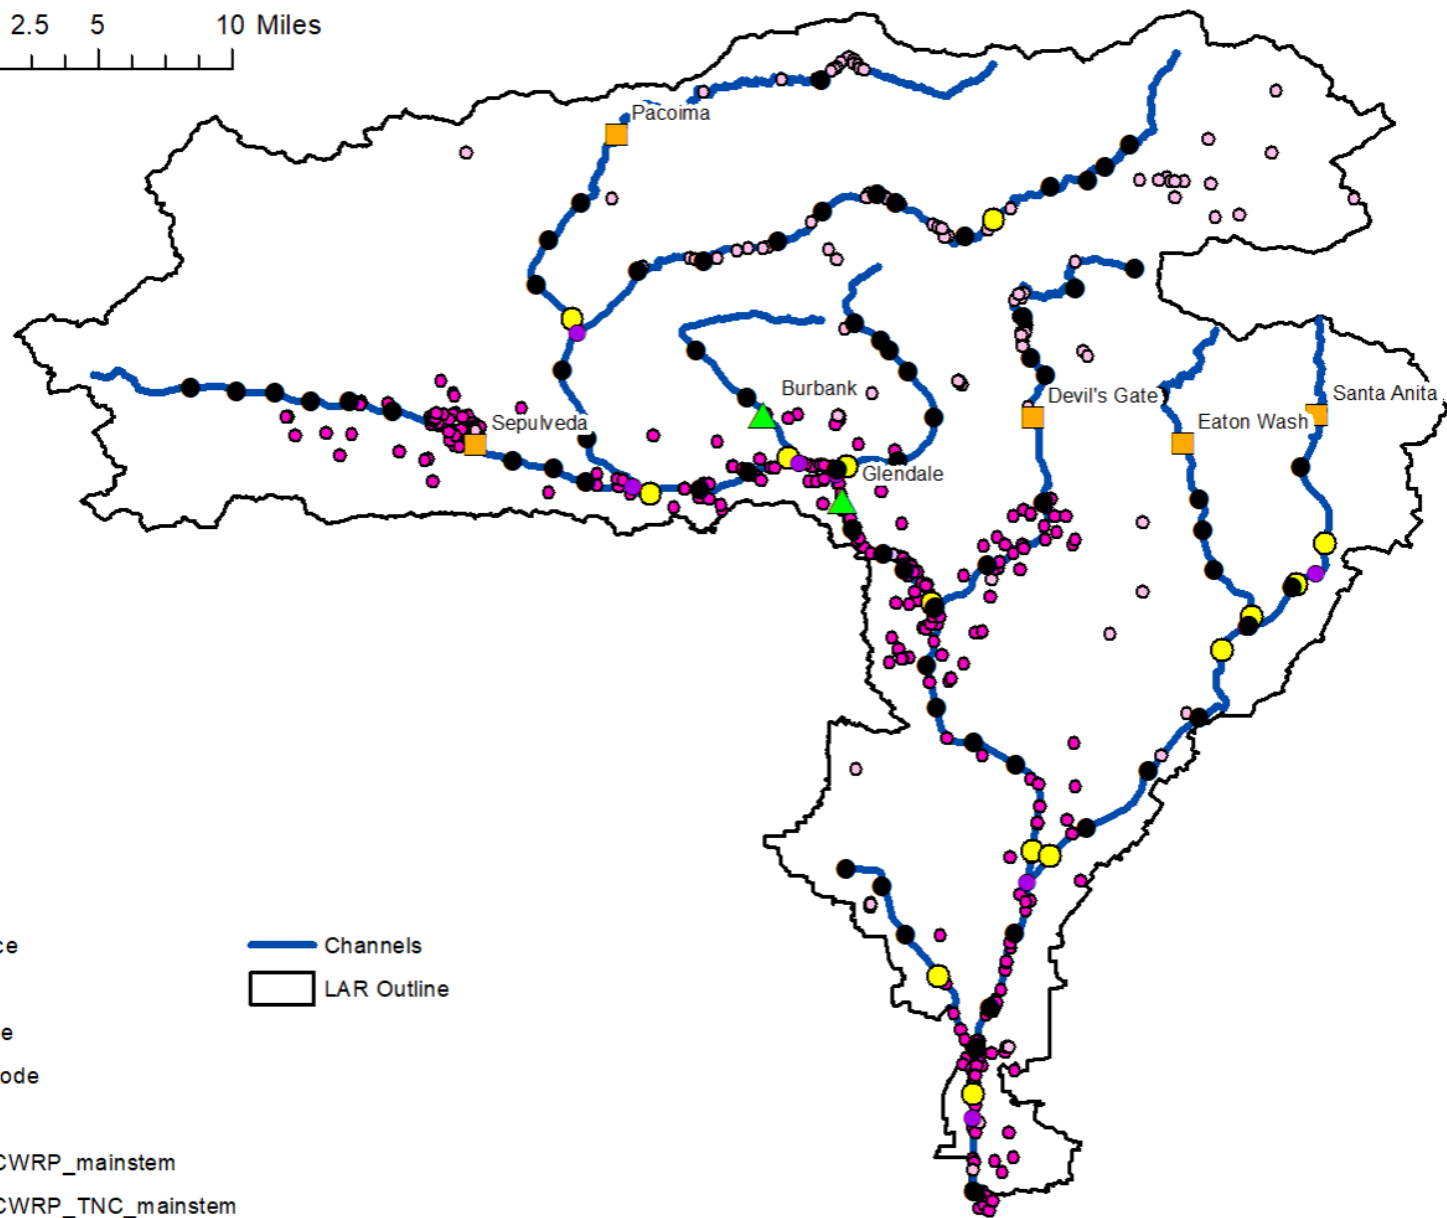 2.5 5 10 Miles
Pacoima
Burbank
Devil's Gate
Santa Anita
Sepulveda
Eaton Wash
Glendale
ce
Channels
LAR Outline
e
ode
CWRP_mainstem
CWRP_TNC_mainstem